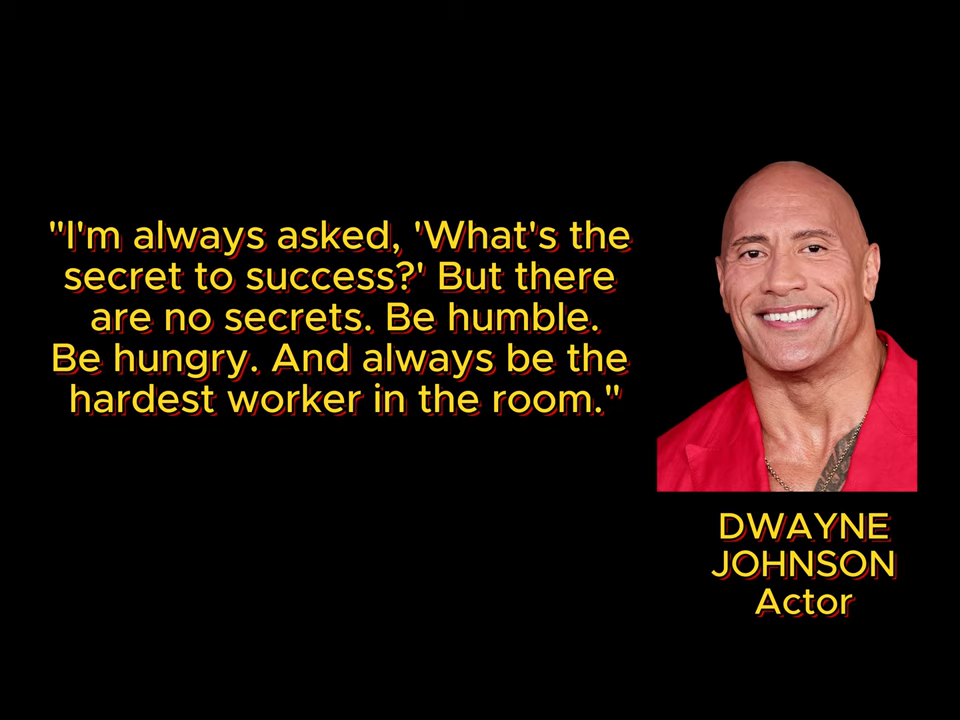 "I'm always asked, 'What's the
secret to success?' But there
are no secrets. Be humble.
Be hungry. And always be the
hardest worker in the room."
DWAYNE
JOHNSON
Actor